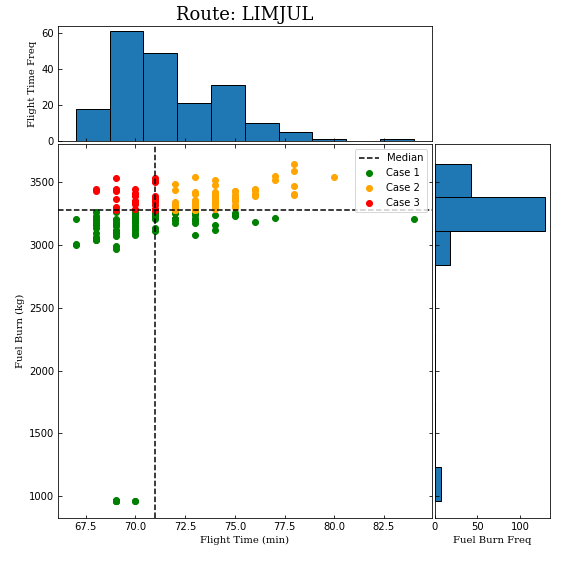 Route: LIMJUL
Flight Time Freq
60
40
20
0
Median
Case 1
Case 2
Case 3
Fuel Burn (kg)
3500
3000
2500
2000
1500
1000
67.5 70.0 72.5 75.0 77.5 80.0 82.5
Flight Time (min)
0 50 100
Fuel Burn Freq